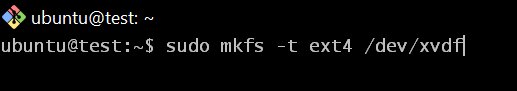 ubuntu@test: ~
ubuntu@test:~$ sudo mkfs -t ext4 /dev/xvdf